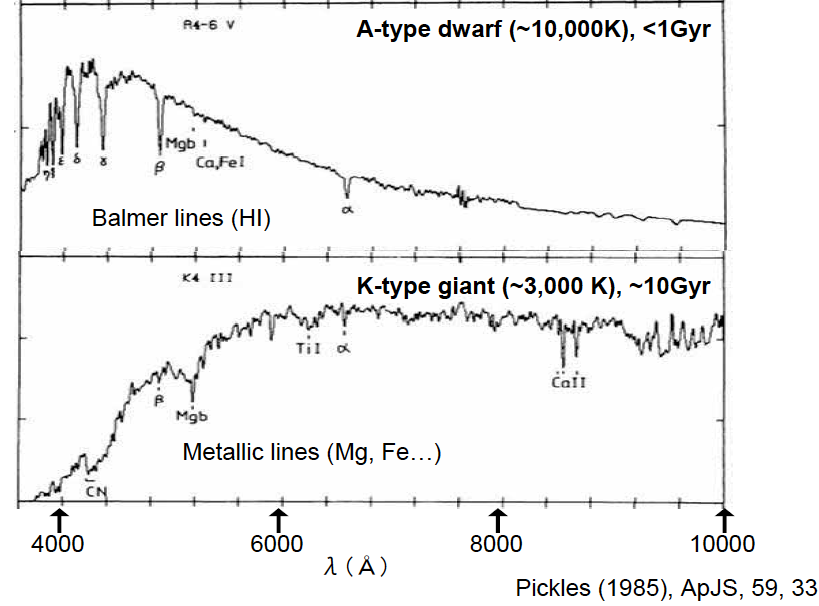 A4-6 V
A-type dwarf (~10,000K), <1Gyr
η ε δ γ β
Mgb
Ca,FeI
α
Balmer lines (HI)
K4 III
K-type giant (~3,000 K), ~10Gyr
TiI α
CaII
β
Mgb
Metallic lines (Mg, Fe…)
CN
4000 6000 8000 10000
λ (Å)
Pickles (1985), ApJS, 59, 33